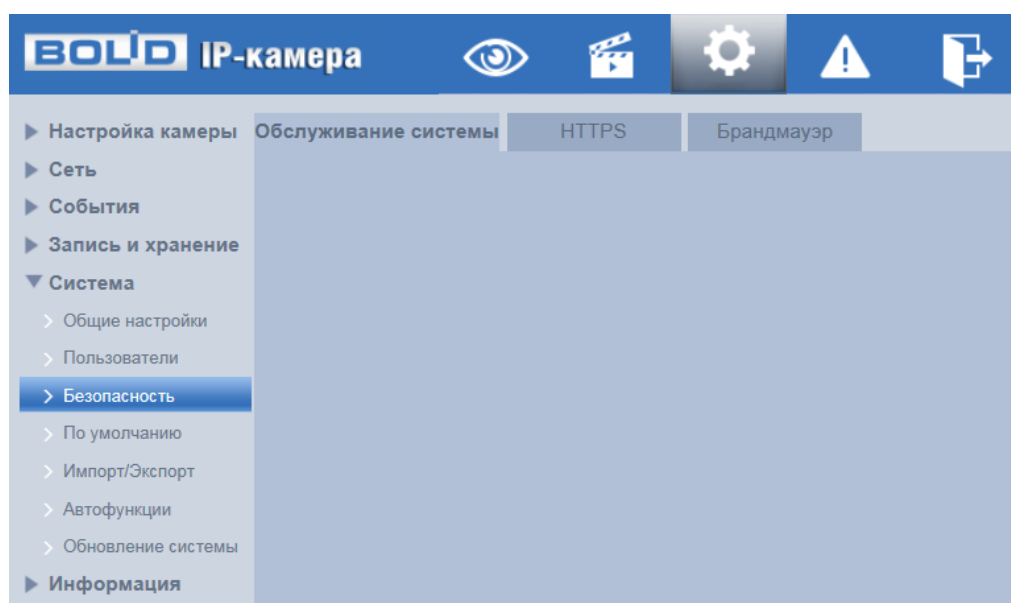 BOLID IP-камера
Настройка камеры
Сеть
События
Запись и хранение
Система
Общие настройки
Пользователи
Безопасность
По умолчанию
Импорт/Экспорт
Автофункции
Обновление системы
Информация
Обслуживание системы HTTPS Брандмауэр